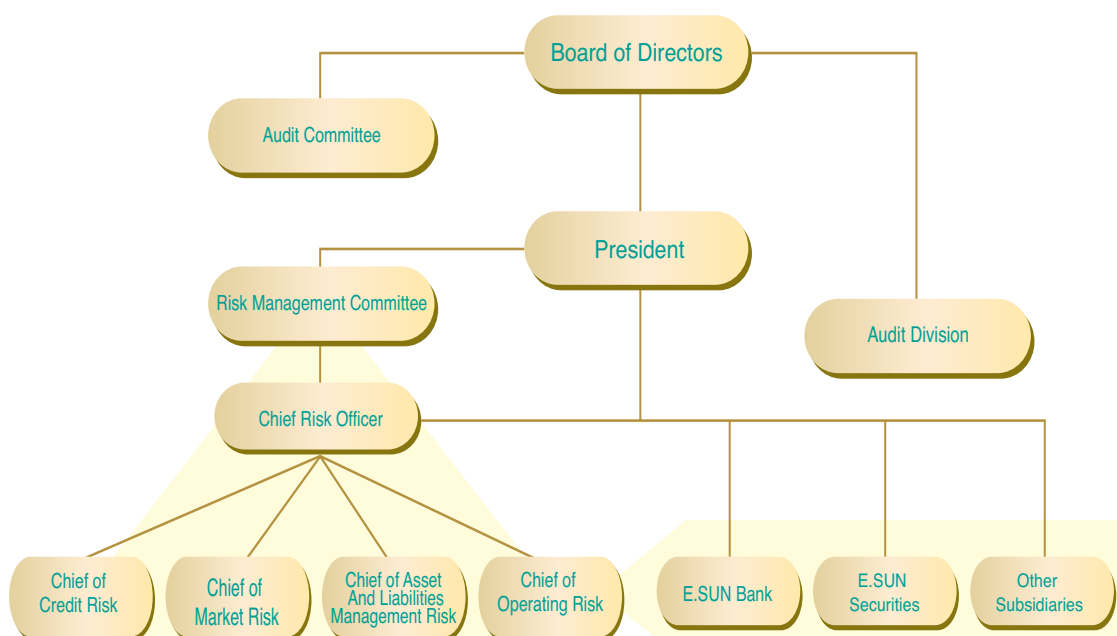 Board of Directors
Audit Committee
President
Risk Management Committee
Audit Division
Chief Risk Officer
Chief of
Credit Risk
Chief of
Market Risk
Chief of Asset
And Liabilities
Management Risk
Chief of
Operating Risk
E.SUN Bank
E.SUN
Securities
Other
Subsidiaries